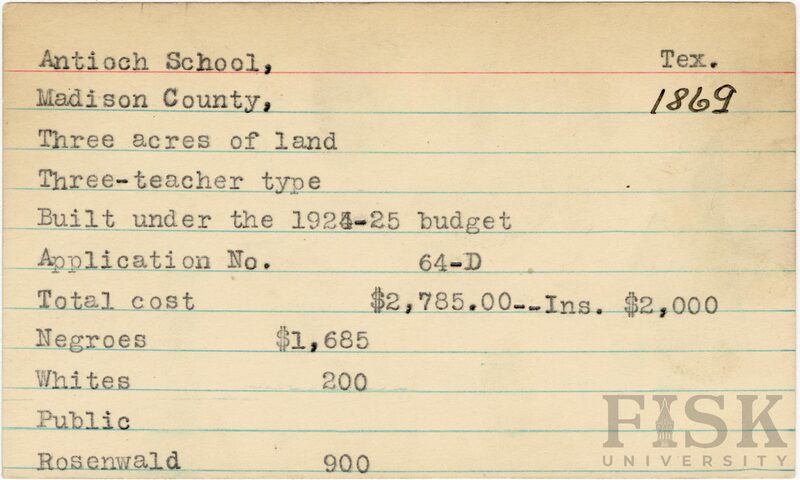 Antioch School, Tex.
Madison County, 1869
Three acres of land
Three-teacher type
Built under the 1924-25 budget
Application No. 64-D
Total cost $2,785.00--Ins. $2,000
Negroes $1,685
Whites 200
Public
Rosenwald 900
FISK
UNIVERSITY